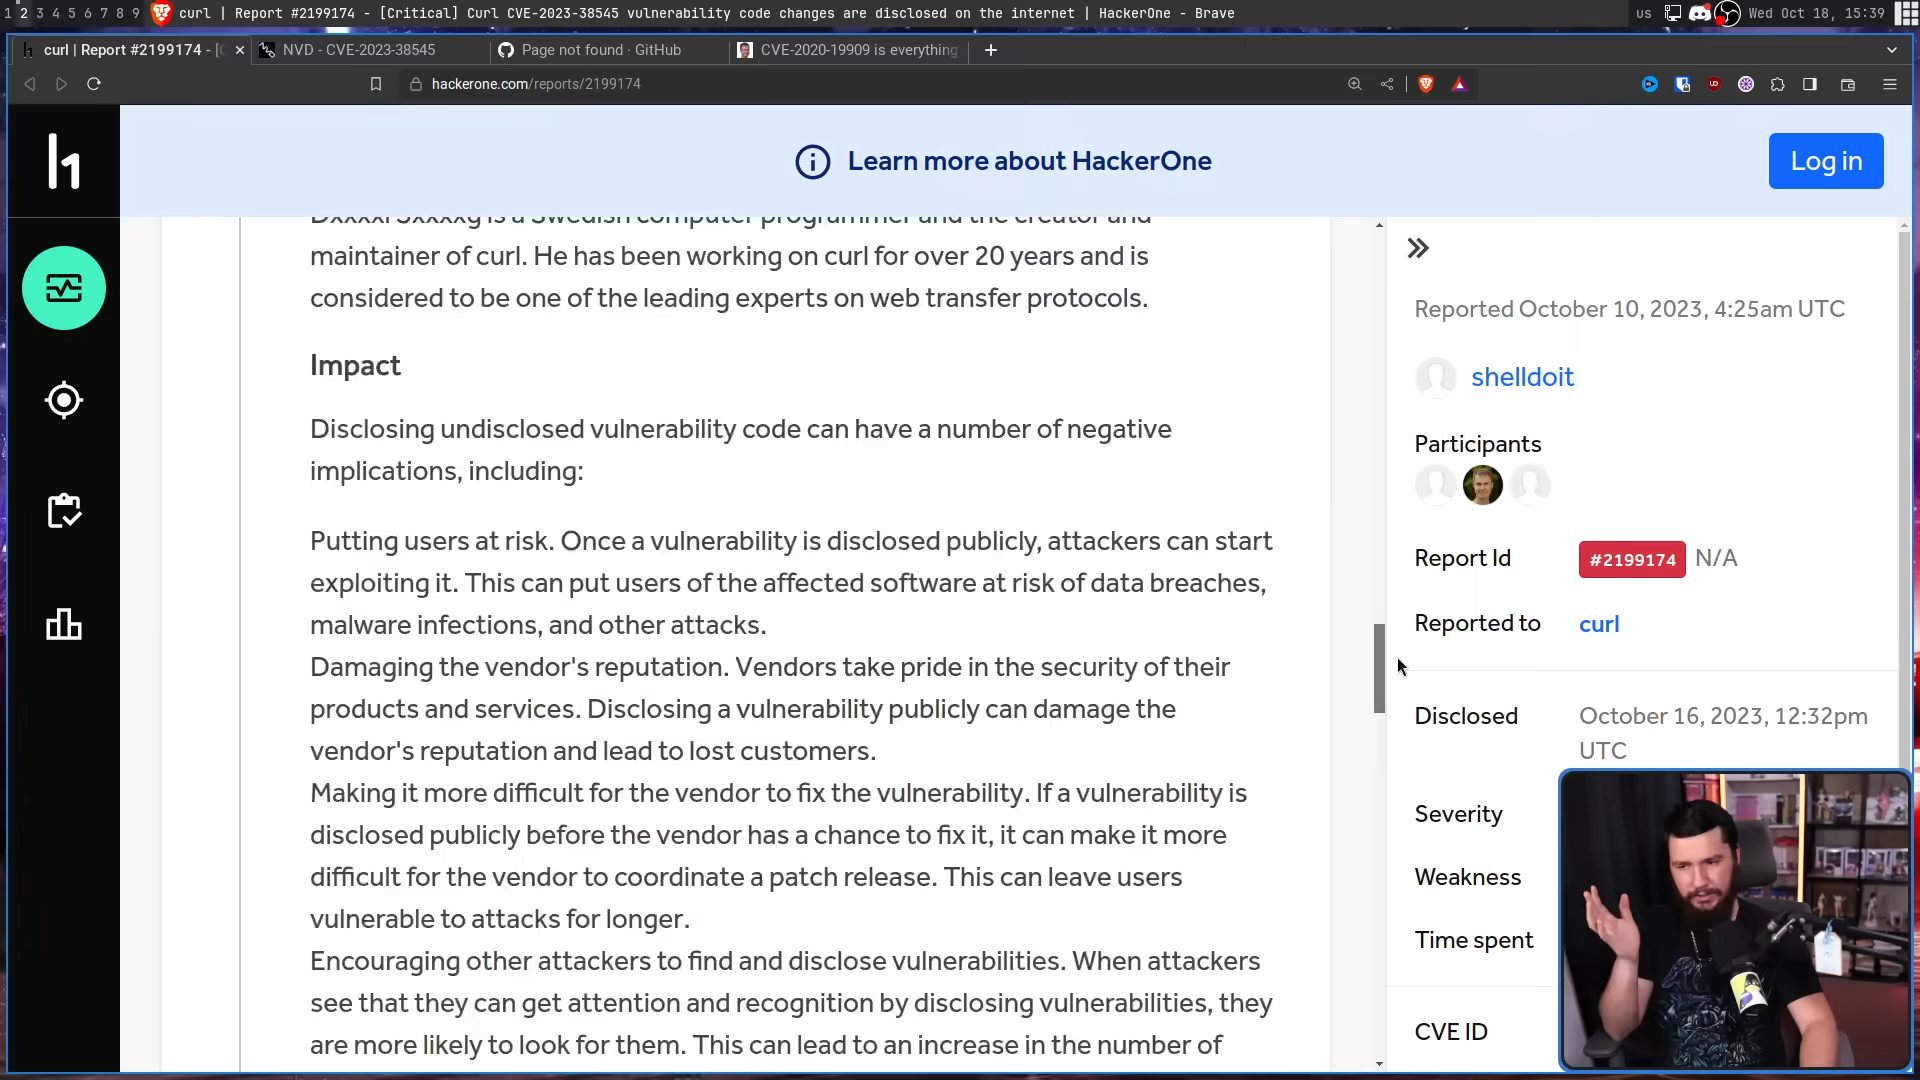 1 2 3 4 5 6 7 8 9 curl | Report #2199174 - [Critical] Curl CVE-2023-38545 vulnerability code changes are disclosed on the internet | HackerOne - Brave
us Wed Oct 18, 15:39
curl | Report #2199174 - [C
NVD - CVE-2023-38545
Page not found · GitHub
CVE-2020-19909 is everything
hackerone.com/reports/2199174
Learn more about HackerOne
Log in
Dxxxxl Sxxxxg is a Swedish computer programmer and the creator and
maintainer of curl. He has been working on curl for over 20 years and is
considered to be one of the leading experts on web transfer protocols.
Impact
Disclosing undisclosed vulnerability code can have a number of negative
implications, including:
Putting users at risk. Once a vulnerability is disclosed publicly, attackers can start
exploiting it. This can put users of the affected software at risk of data breaches,
malware infections, and other attacks.
Damaging the vendor's reputation. Vendors take pride in the security of their
products and services. Disclosing a vulnerability publicly can damage the
vendor's reputation and lead to lost customers.
Making it more difficult for the vendor to fix the vulnerability. If a vulnerability is
disclosed publicly before the vendor has a chance to fix it, it can make it more
difficult for the vendor to coordinate a patch release. This can leave users
vulnerable to attacks for longer.
Encouraging other attackers to find and disclose vulnerabilities. When attackers
see that they can get attention and recognition by disclosing vulnerabilities, they
are more likely to look for them. This can lead to an increase in the number of
Reported October 10, 2023, 4:25am UTC
shelldoit
Participants
Report Id #2199174 N/A
Reported to curl
Disclosed October 16, 2023, 12:32pm
UTC
Severity
Weakness
Time spent
CVE ID